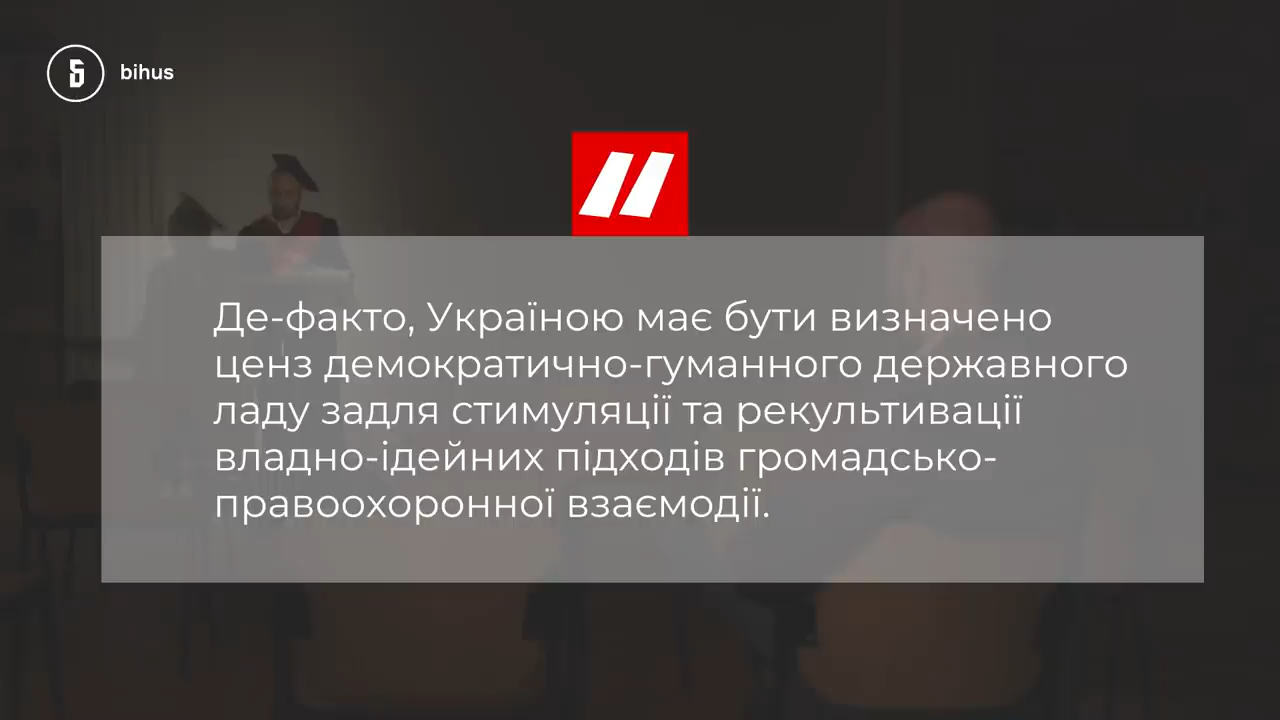 bihus
Де-факто, Україною має бути визначено
ценз демократично-гуманного державного
ладу задля стимуляції та рекультивації
владно-ідейних підходів громадсько-
правоохоронної взаємодії.